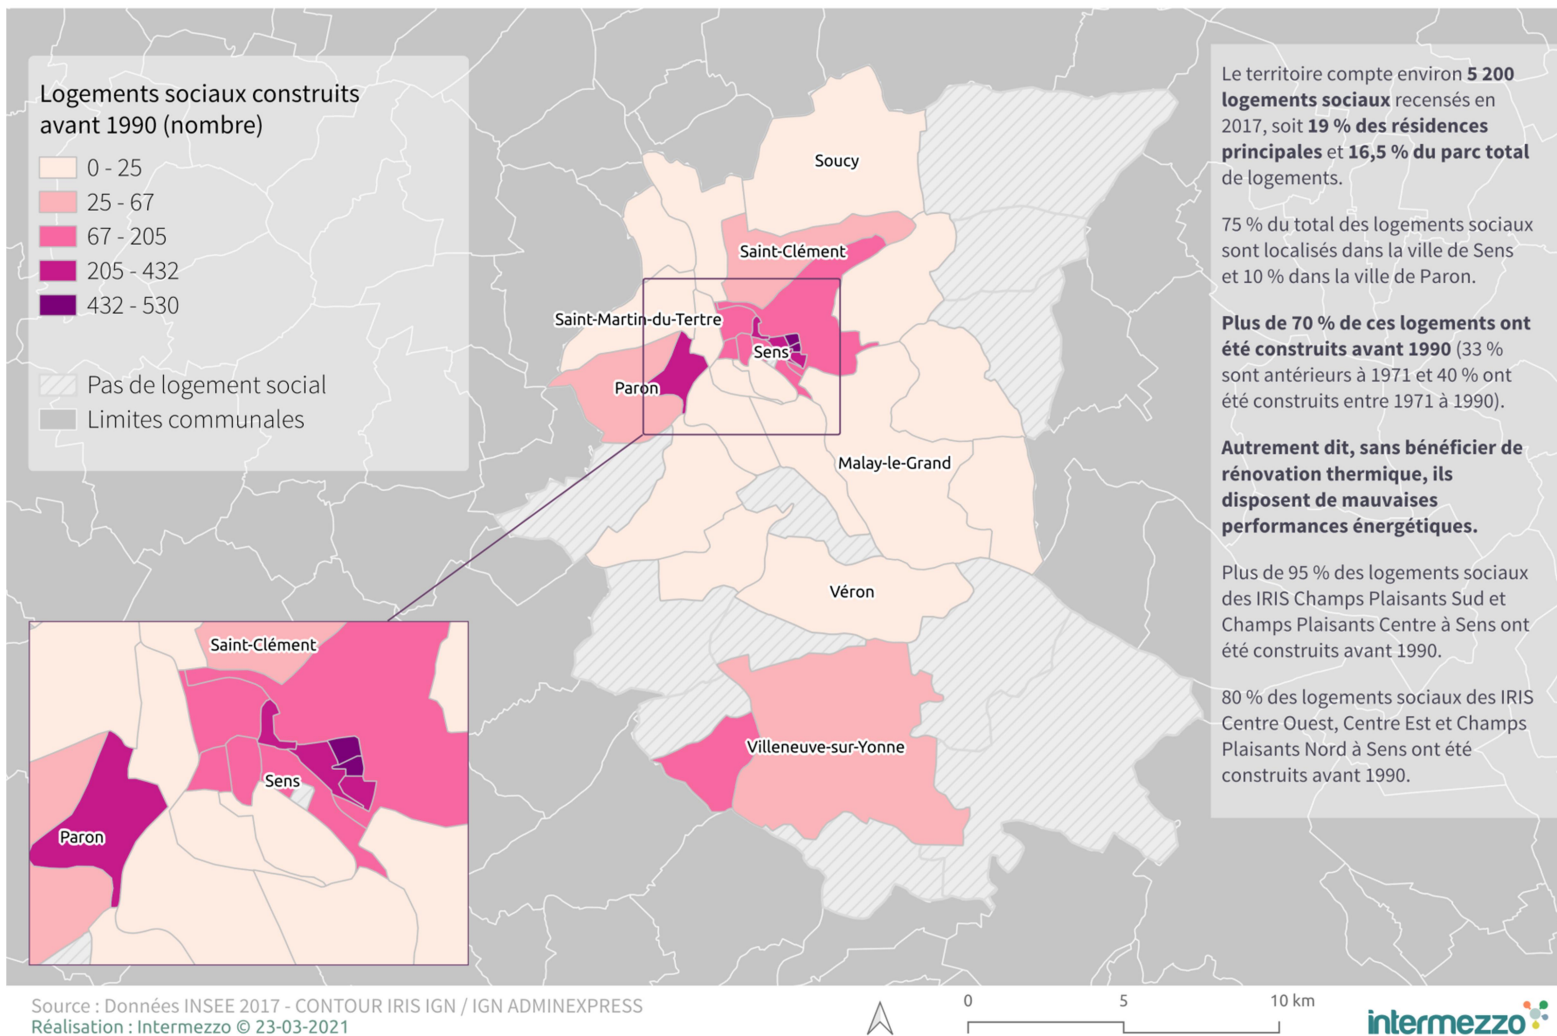 Logements sociaux construits
avant 1990 (nombre)
0 - 25
25 - 67
67 - 205
205 - 432
432 - 530
Pas de logement social
Limites communales
Soucy
Saint-Clément
Saint-Martin-du-Tertre
Sens
Paron
Malay-le-Grand
Véron
Villeneuve-sur-Yonne
Saint-Clément
Sens
Paron
Le territoire compte environ 5 200
logements sociaux recensés en
2017, soit 19 % des résidences
principales et 16,5 % du parc total
de logements.
75 % du total des logements sociaux
sont localisés dans la ville de Sens
et 10 % dans la ville de Paron.
Plus de 70 % de ces logements ont
été construits avant 1990 (33 %
sont antérieurs à 1971 et 40 % ont
été construits entre 1971 à 1990).
Autrement dit, sans bénéficier de
rénovation thermique, ils
disposent de mauvaises
performances énergétiques.
Plus de 95 % des logements sociaux
des IRIS Champs Plaisants Sud et
Champs Plaisants Centre à Sens ont
été construits avant 1990.
80 % des logements sociaux des IRIS
Centre Ouest, Centre Est et Champs
Plaisants Nord à Sens ont été
construits avant 1990.
Source : Données INSEE 2017 - CONTOUR IRIS IGN / IGN ADMINEXPRESS
Réalisation : Intermezzo © 23-03-2021
0 5 10 km
intermezzo